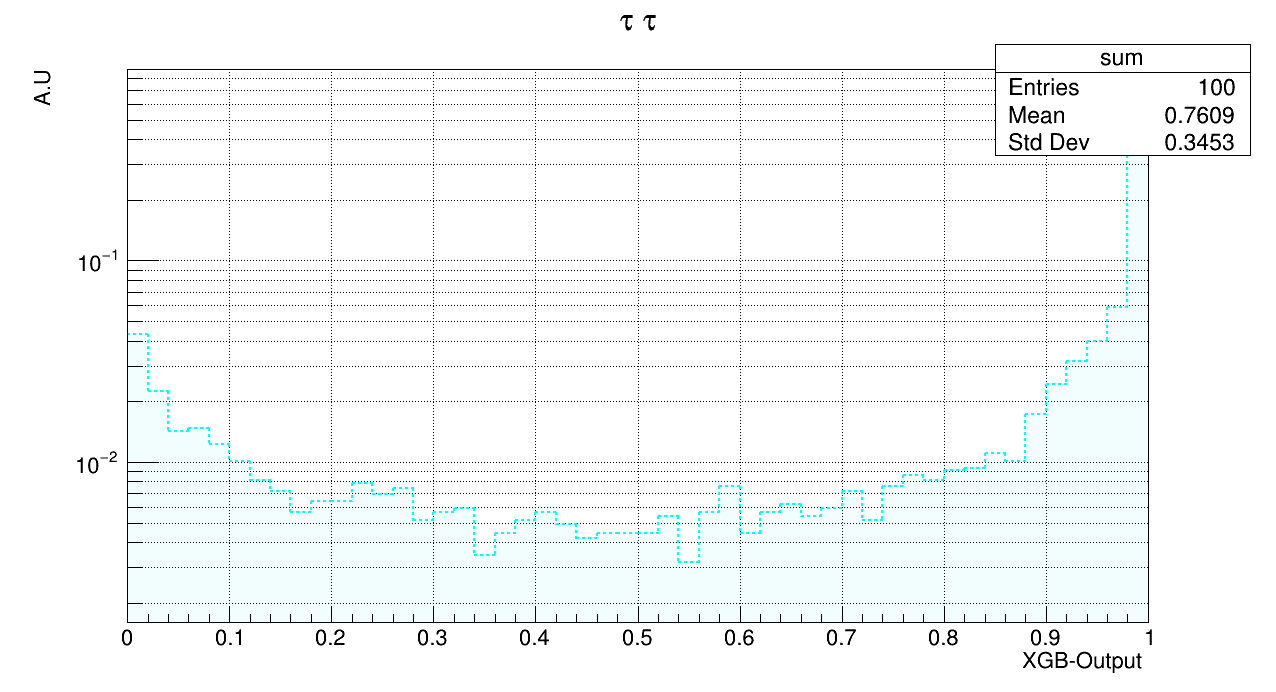 τ τ
A.U
sum
Entries 100
Mean 0.7609
Std Dev 0.3453
10⁻¹
10⁻²
0 0.1 0.2 0.3 0.4 0.5 0.6 0.7 0.8 0.9 1
XGB-Output